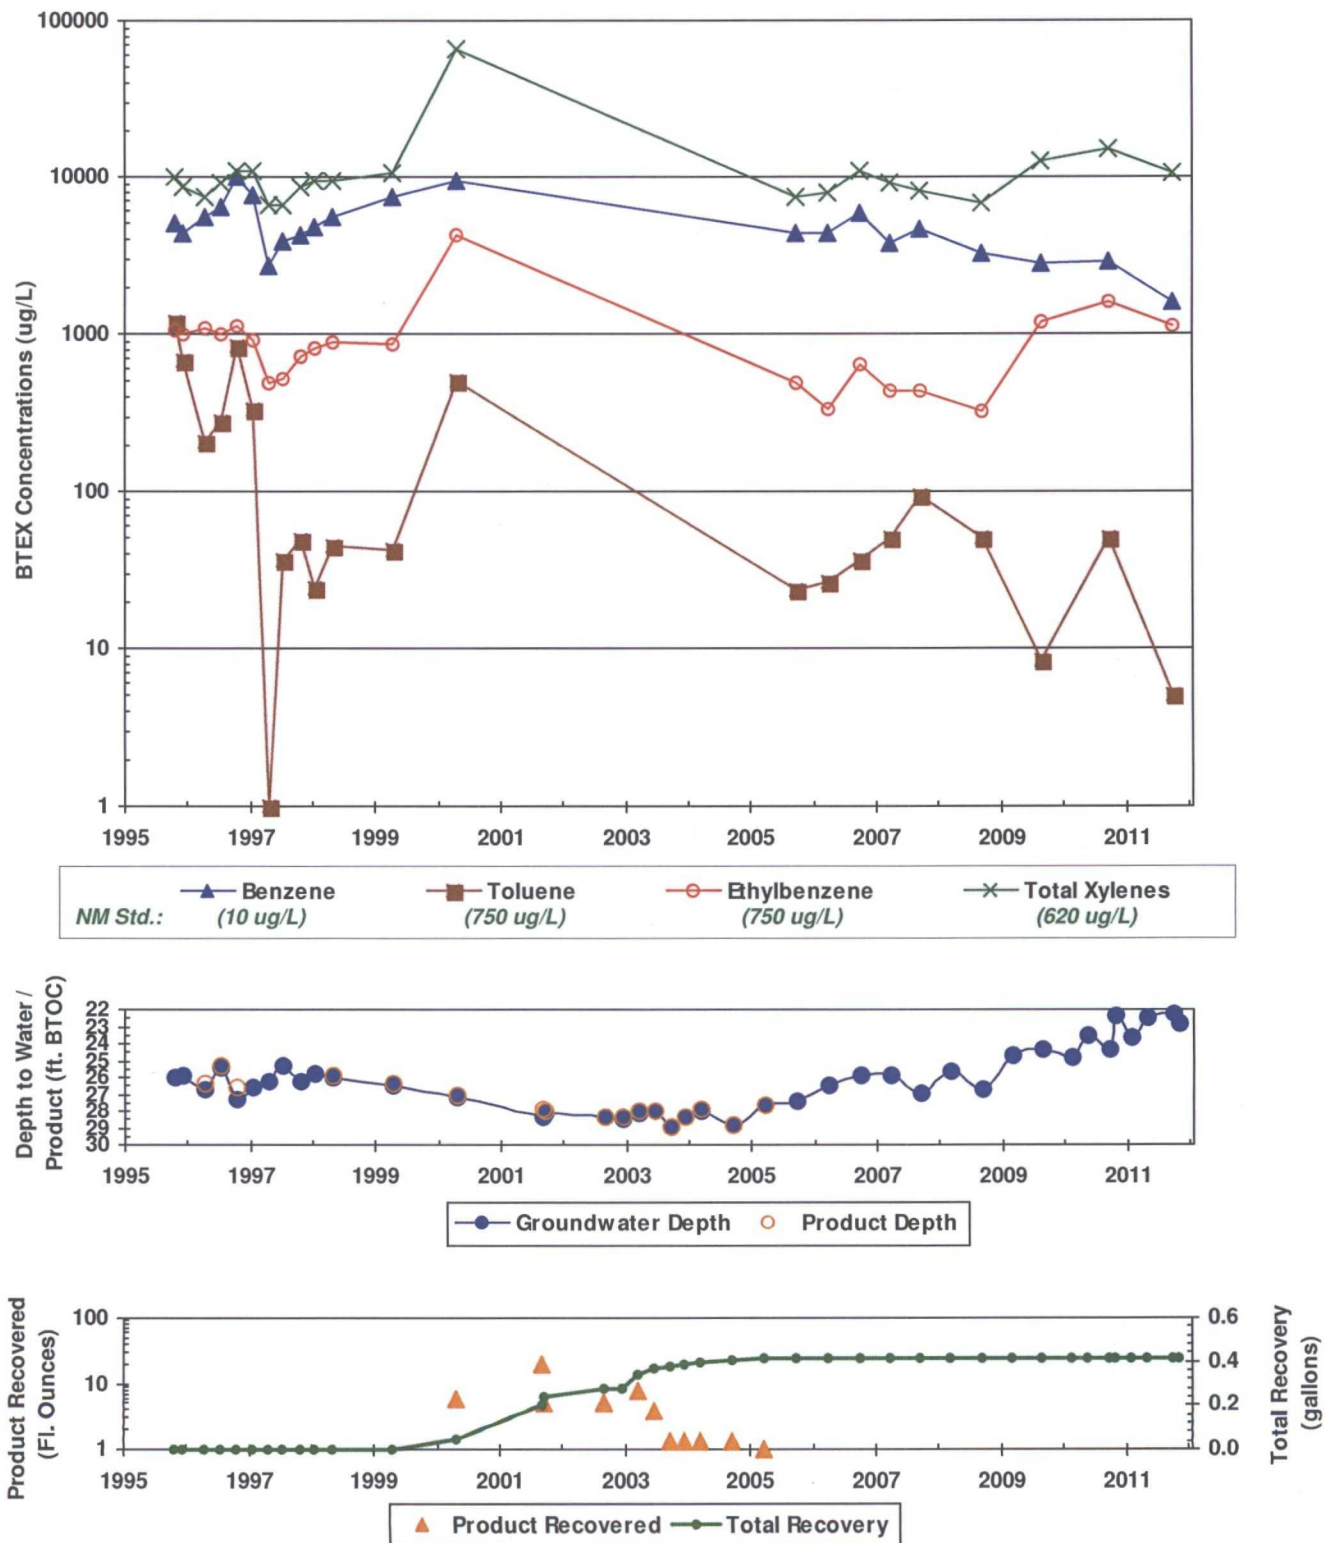 100000
10000
1000
100
10
1
BTEX Concentrations (ug/L)
1995 1997 1999 2001 2003 2005 2007 2009 2011
Benzene Toluene Ethylbenzene Total Xylenes
NM Std.: (10 ug/L) (750 ug/L) (750 ug/L) (620 ug/L)
Depth to Water /
Product (ft. BTOC)
22
23
24
25
26
27
28
29
30
1995 1997 1999 2001 2003 2005 2007 2009 2011
Groundwater Depth Product Depth
Product Recovered
(Fl. Ounces)
100
10
1
0.6
0.4
0.2
0.0
Total Recovery
(gallons)
1995 1997 1999 2001 2003 2005 2007 2009 2011
Product Recovered Total Recovery